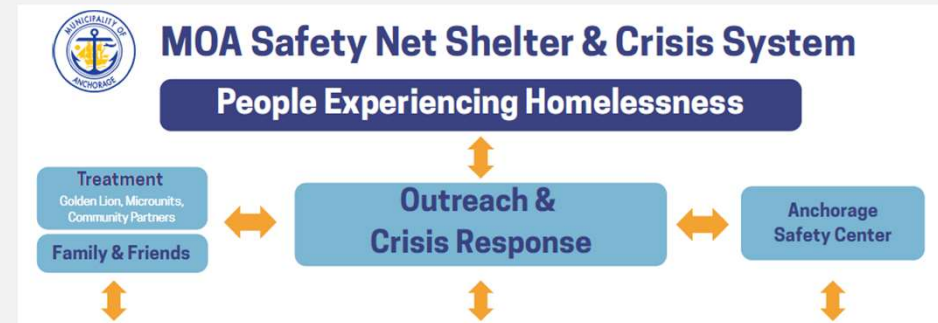 MUNICIPALITY OF
ANCHORAGE
MOA Safety Net Shelter & Crisis System
People Experiencing Homelessness
Treatment
Golden Lion, Microunits,
Community Partners
Family & Friends
Outreach &
Crisis Response
Anchorage
Safety Center